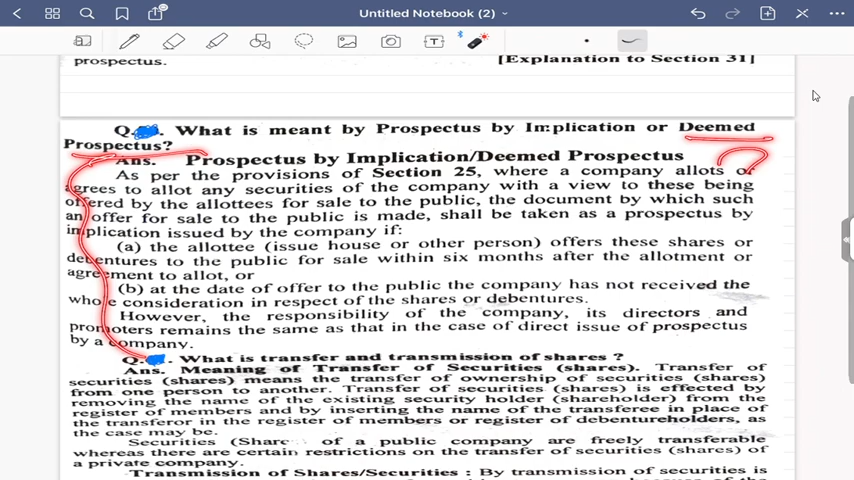 Untitled Notebook (2)
prospectus.
[Explanation to Section 31]
Q. What is meant by Prospectus by Implication or Deemed
Prospectus?
Ans. Prospectus by Implication/Deemed Prospectus
As per the provisions of Section 25, where a company allots or
agrees to allot any securities of the company with a view to these being
offered by the allottees for sale to the public, the document by which such
an offer for sale to the public is made, shall be taken as a prospectus by
implication issued by the company if:
(a) the allottee (issue house or other person) offers these shares or
debentures to the public for sale within six months after the allotment or
agreement to allot, or
(b) at the date of offer to the public the company has not received the
whole consideration in respect of the shares or debentures.
However, the responsibility of the company, its directors and
promoters remains the same as that in the case of direct issue of prospectus
by a company.
Q. What is transfer and transmission of shares ?
Ans. Meaning of Transfer of Securities (shares). Transfer of
securities (shares) means the transfer of ownership of securities (shares)
from one person to another. Transfer of securities (shares) is effected by
removing the name of the existing security holder (shareholder) from the
register of members and by inserting the name of the transferee in place of
the transferor in the register of members or register of debentureholders, as
the case may be.
Securities (Share of a public company are freely transferable
whereas there are certain restrictions on the transfer of securities (shares) of
a private company.
Transmission of Shares/Securities : By transmission of securities is